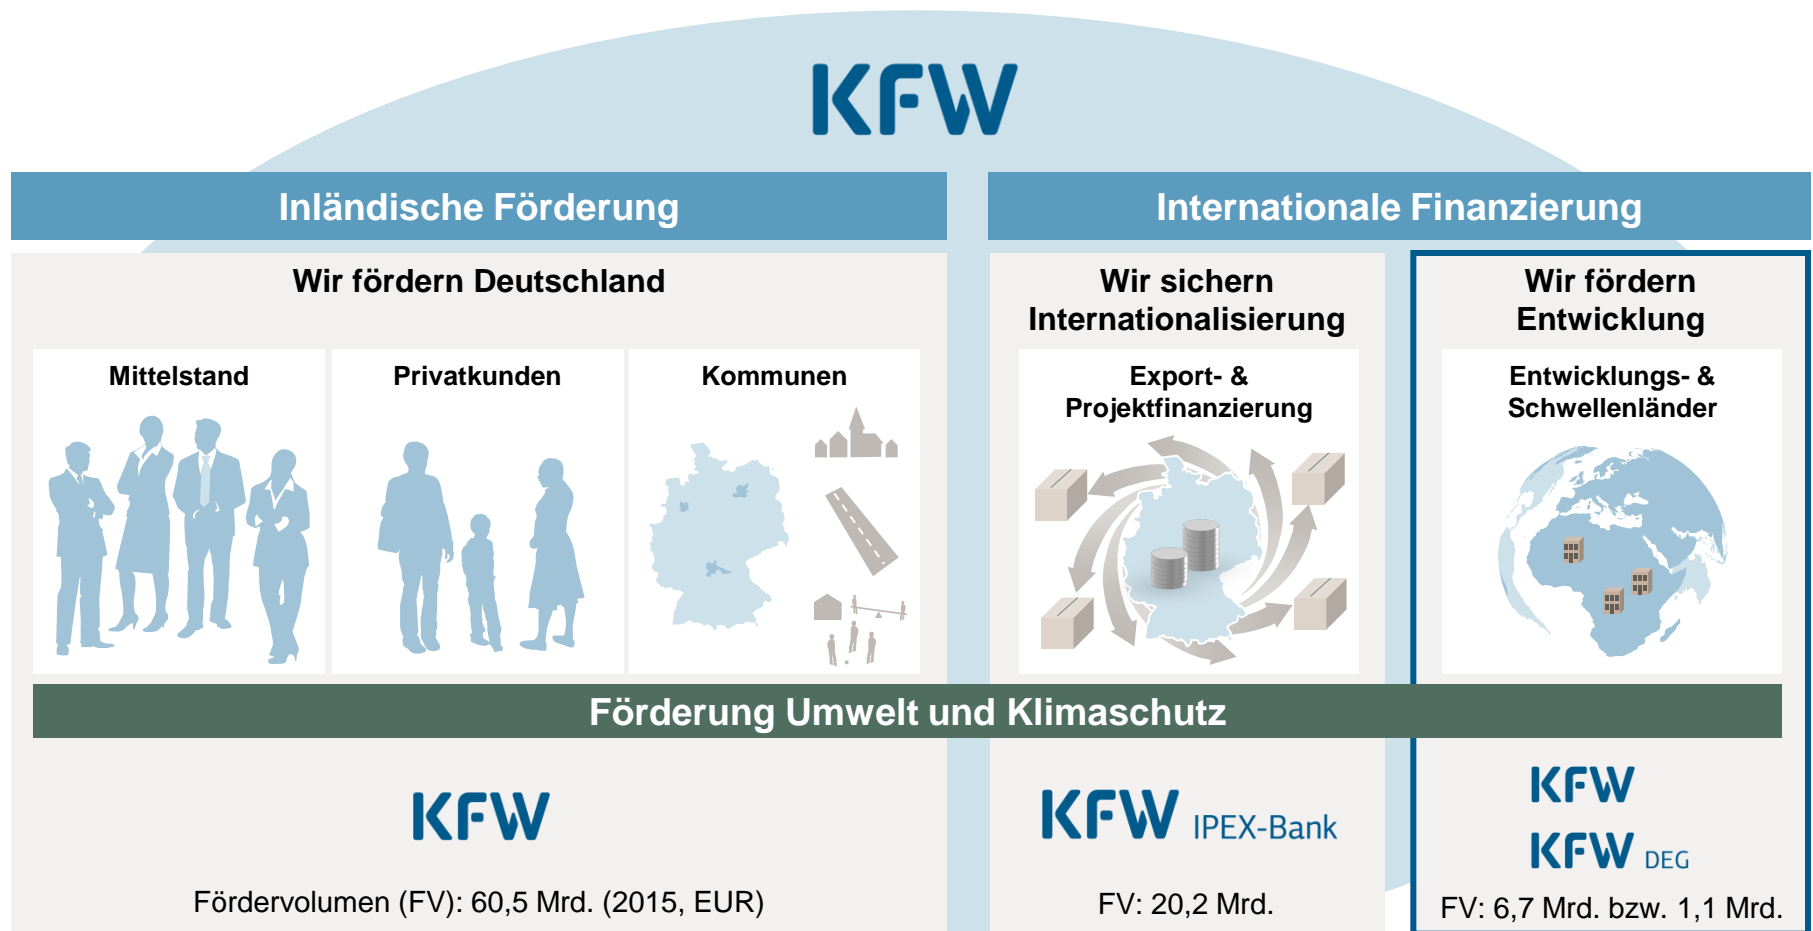 KFW
Inländische Förderung
Internationale Finanzierung
Wir fördern Deutschland
Mittelstand
Privatkunden
Kommunen
Wir sichern
Internationalisierung
Export- &
Projektfinanzierung
Wir fördern
Entwicklung
Entwicklungs- &
Schwellenländer
Förderung Umwelt und Klimaschutz
KFW
Fördervolumen (FV): 60,5 Mrd. (2015, EUR)
KFW IPEX-Bank
FV: 20,2 Mrd.
KFW
KFW DEG
FV: 6,7 Mrd. bzw. 1,1 Mrd.